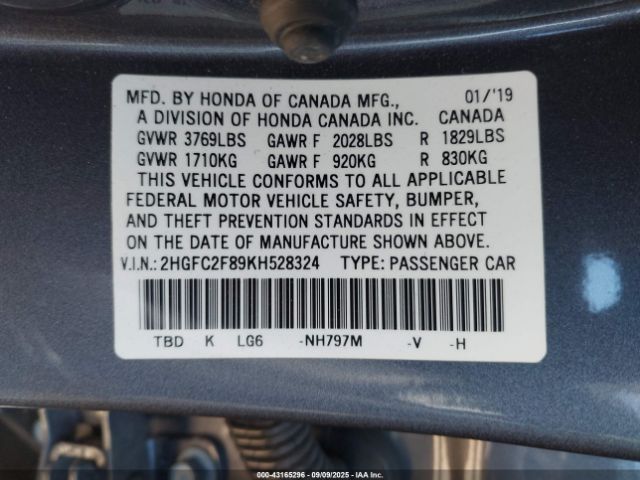 MFD. BY HONDA OF CANADA MFG., 01/'19
A DIVISION OF HONDA CANADA INC. CANADA
GVWR 3769LBS GAWR F 2028LBS R 1829LBS
GVWR 1710KG GAWR F 920KG R 830KG
THIS VEHICLE CONFORMS TO ALL APPLICABLE
FEDERAL MOTOR VEHICLE SAFETY, BUMPER,
AND THEFT PREVENTION STANDARDS IN EFFECT
ON THE DATE OF MANUFACTURE SHOWN ABOVE.
V.I.N.: 2HGFC2F89KH528324 TYPE: PASSENGER CAR
TBD K LG6 -NH797M -V -H
© 43165296 - 09/09/2025 - IAA Inc.